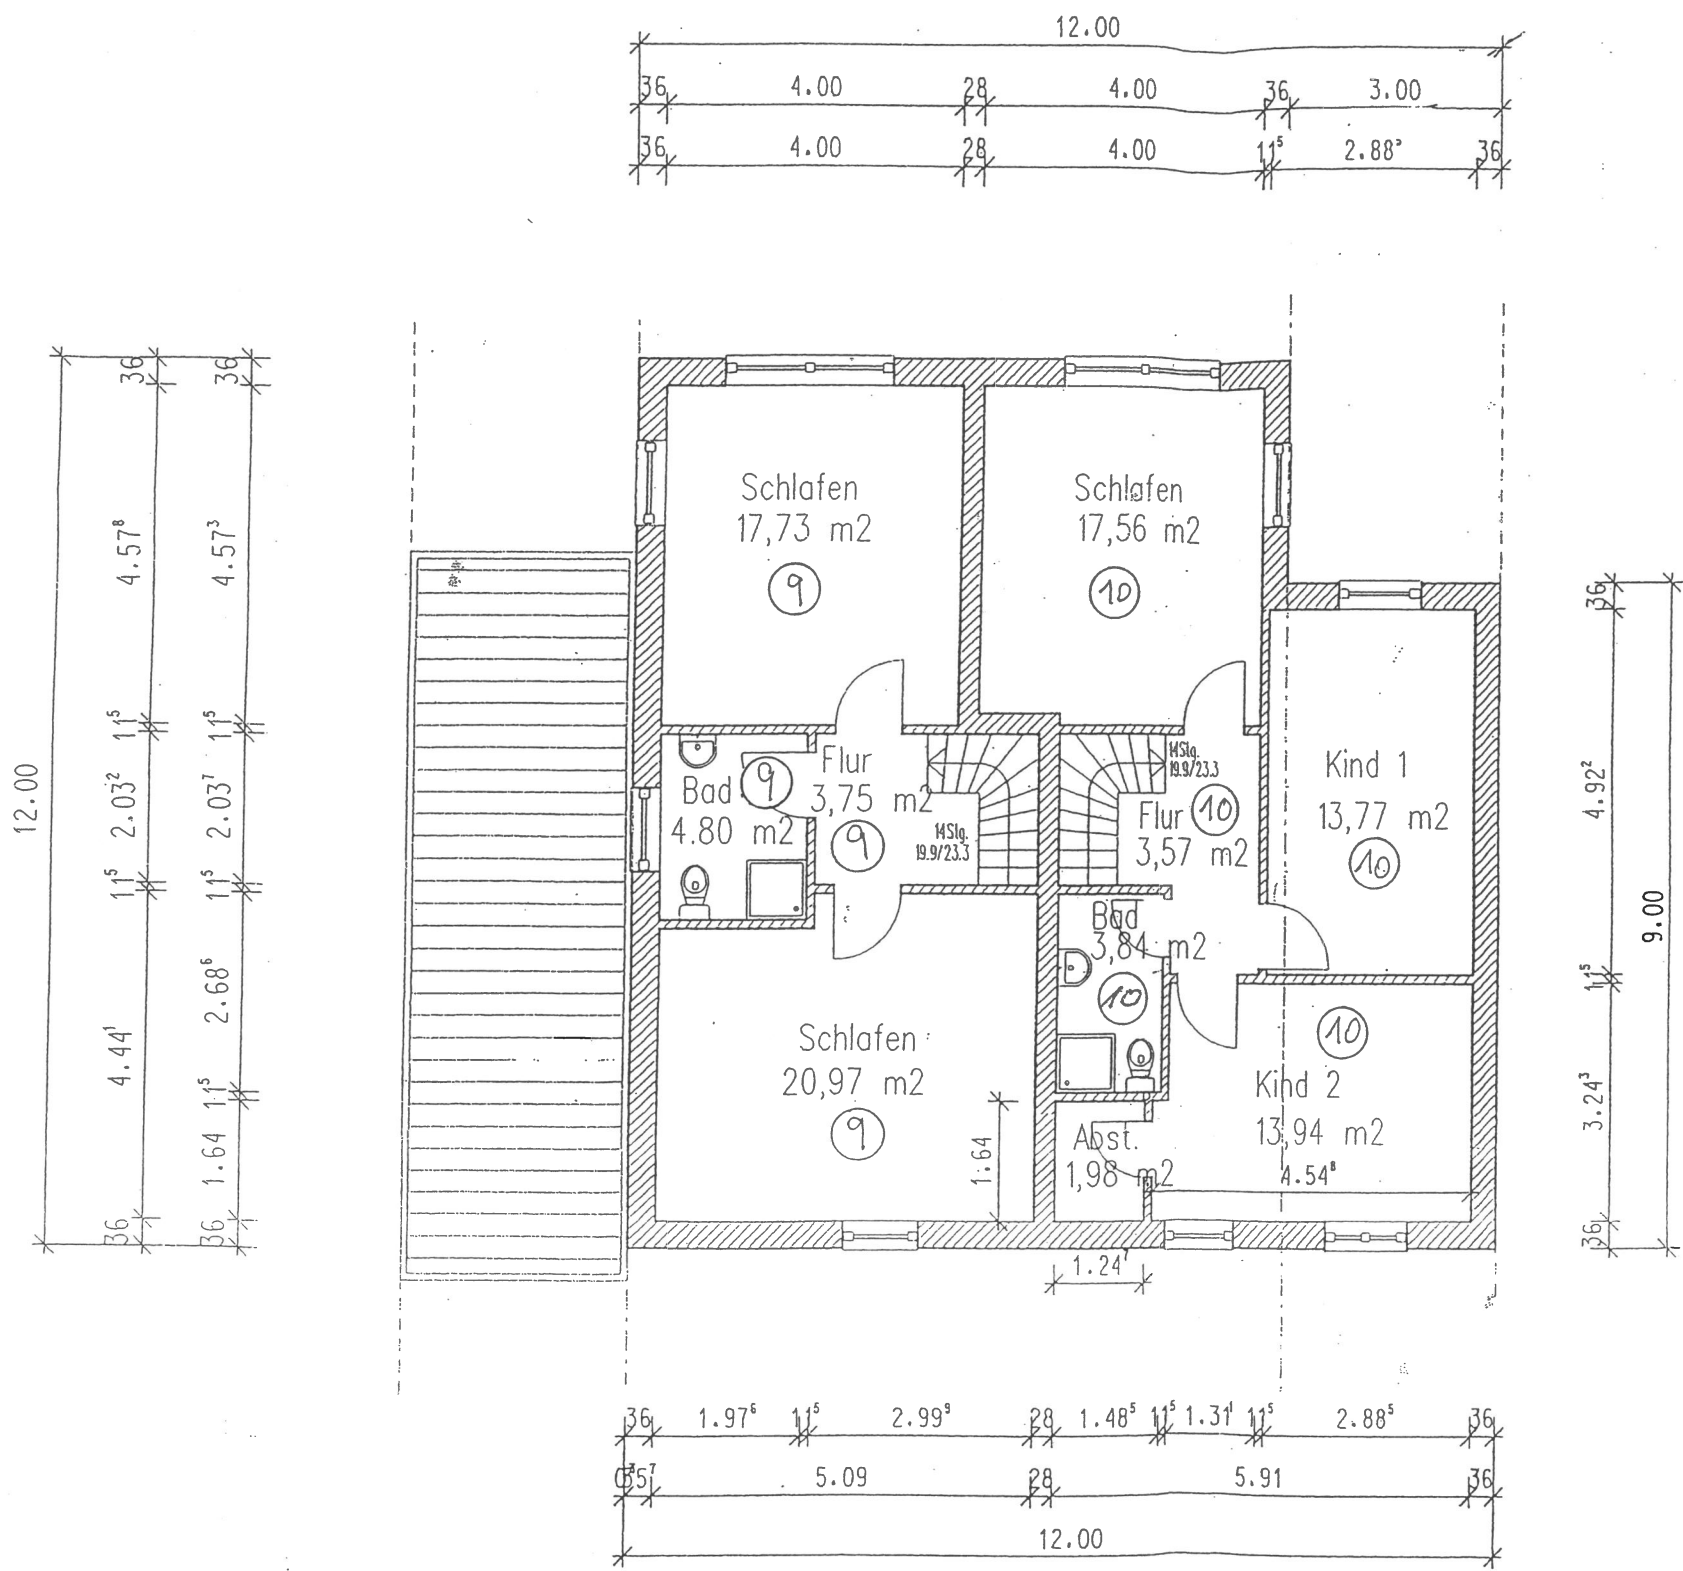 12.00
36 4.00 28 4.00 36 3.00
36 4.00 28 4.00 11⁵ 2.88⁵ 36
12.00
36 4.57⁸ 11⁵ 2.03² 11⁵ 4.44¹ 36
36 4.57³ 11⁵ 2.03⁷ 11⁵ 2.68⁶ 11⁵ 1.64 36
Schlafen
17,73 m2
9
Schlafen
17,56 m2
10
Bad
4.80 m2
9
Flur
3,75 m2
9
14Stg.
19.9/23.3
14Stg.
19.9/23.3
Flur
3,57 m2
10
Kind 1
13,77 m2
10
Bad
3,84 m2
10
Schlafen
20,97 m2
9
1.64
Abst.
1,98 m2
10
Kind 2
13,94 m2
4.54⁸
1.24⁷
36 4.92² 11⁵ 3.24³ 36
9.00
36 1.97⁶ 11⁵ 2.99⁹ 28 1.48⁵ 11⁵ 1.31¹ 11⁵ 2.88⁵ 36
5.09 28 5.91 36
12.00